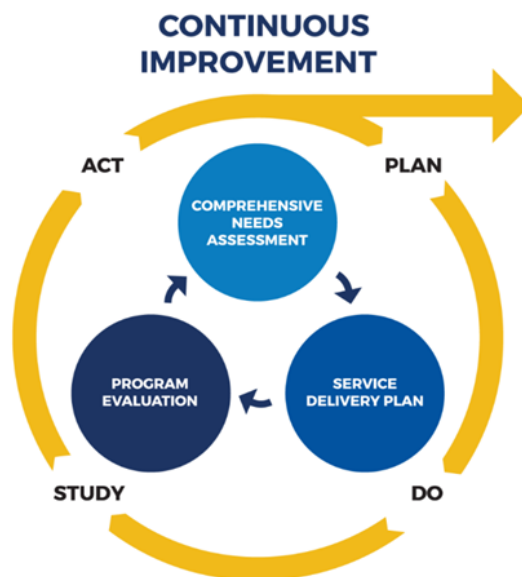 CONTINUOUS
IMPROVEMENT
ACT
PLAN
COMPREHENSIVE
NEEDS
ASSESSMENT
PROGRAM
EVALUATION
SERVICE
DELIVERY PLAN
STUDY
DO